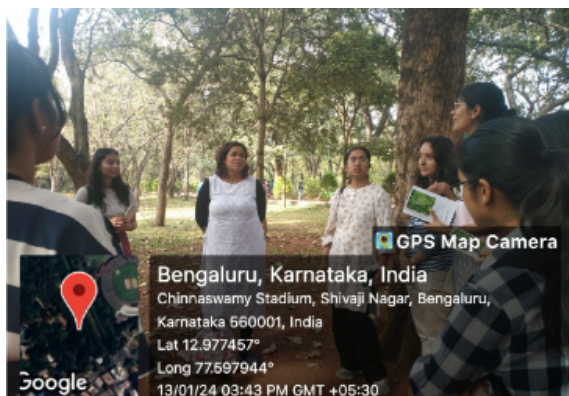 GPS Map Camera
Bengaluru, Karnataka, India
Chinnaswamy Stadium, Shivaji Nagar, Bengaluru,
Karnataka 560001, India
Lat 12.977457°
Long 77.597944°
13/01/24 03:43 PM GMT +05:30
Google